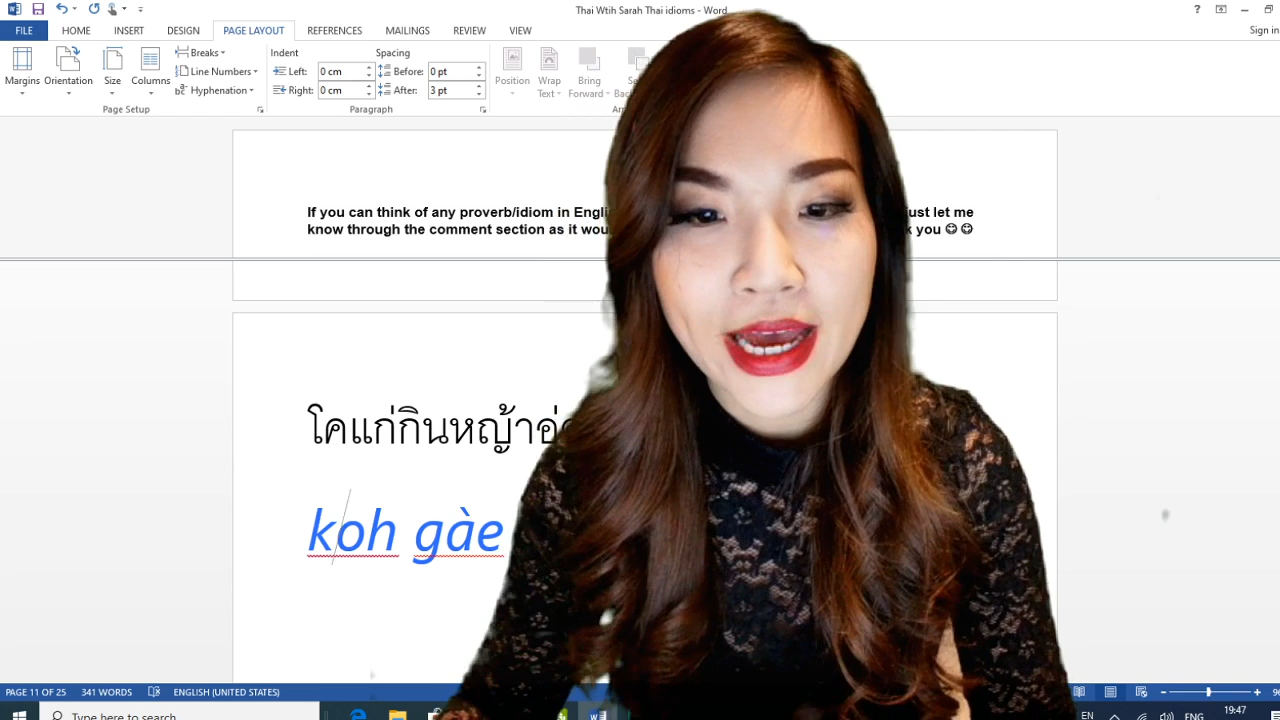 Thai Wtih Sarah Thai idioms - Word
?
Sign in
FILE HOME INSERT DESIGN PAGE LAYOUT REFERENCES MAILINGS REVIEW VIEW
Margins Orientation Size Columns
Breaks
Line Numbers
Hyphenation
Page Setup
Indent Spacing
Left: 0 cm Before: 0 pt
Right: 0 cm After: 3 pt
Paragraph
Position Wrap Text Bring Forward
If you can think of any proverb/idiom in let me
know through the comment section as it you
โคแก่กินหญ้า
koh gàe
PAGE 11 OF 25 341 WORDS ENGLISH (UNITED STATES)
Type here to search
EN ENG 19:47